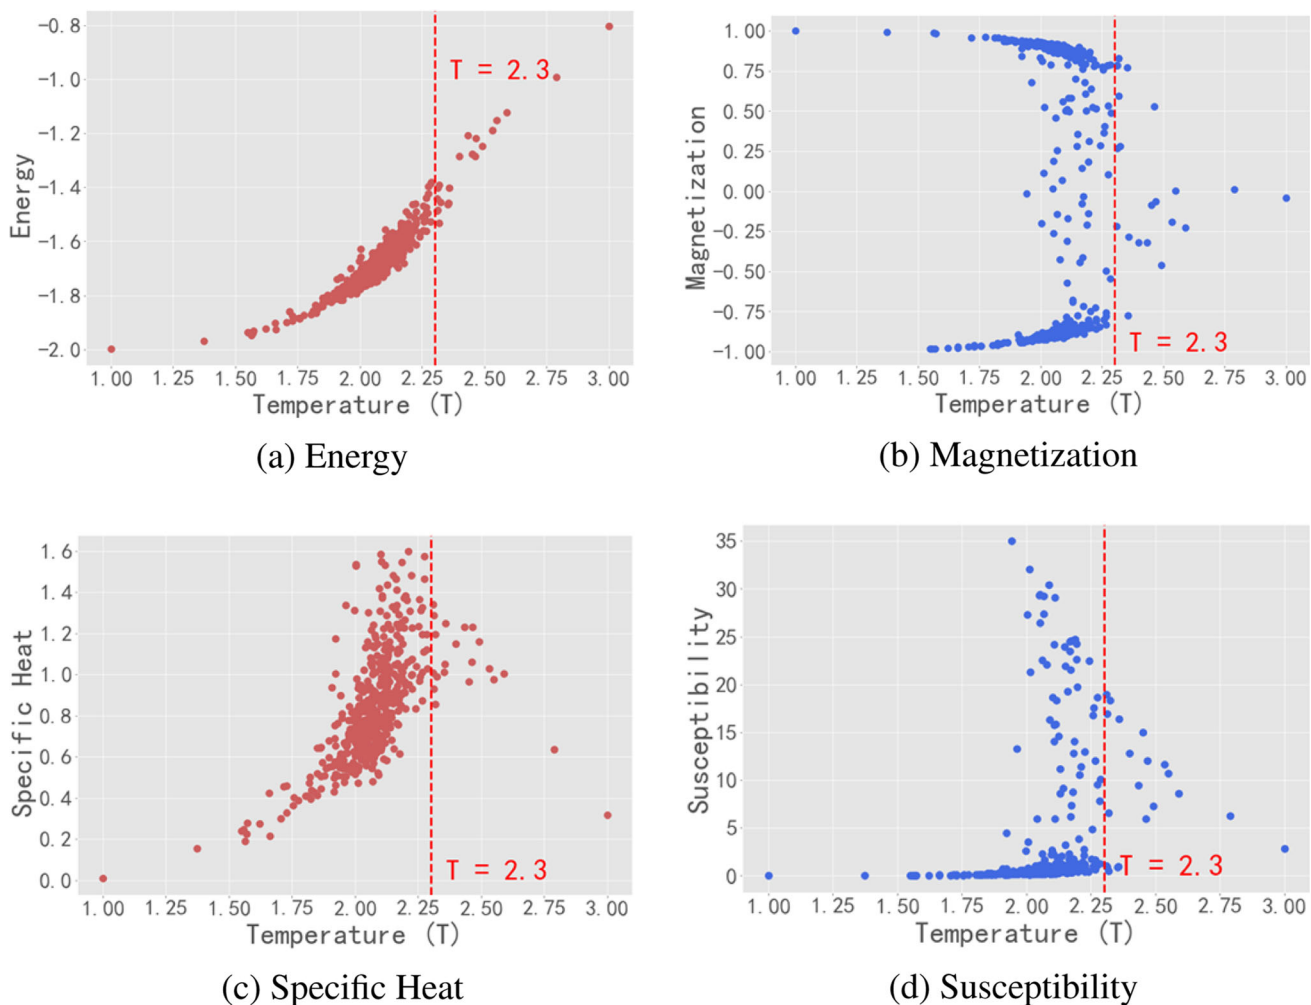 −0.8
−1.0
−1.2
−1.4
−1.6
−1.8
−2.0
Energy
T = 2.3
1.00 1.25 1.50 1.75 2.00 2.25 2.50 2.75 3.00
Temperature (T)
(a) Energy
1.00
0.75
0.50
0.25
0.00
−0.25
−0.50
−0.75
−1.00
Magnetization
T = 2.3
1.00 1.25 1.50 1.75 2.00 2.25 2.50 2.75 3.00
Temperature (T)
(b) Magnetization
1.6
1.4
1.2
1.0
0.8
0.6
0.4
0.2
0.0
Specific Heat
T = 2.3
1.00 1.25 1.50 1.75 2.00 2.25 2.50 2.75 3.00
Temperature (T)
(c) Specific Heat
35
30
25
20
15
10
5
0
Susceptibility
T = 2.3
1.00 1.25 1.50 1.75 2.00 2.25 2.50 2.75 3.00
Temperature (T)
(d) Susceptibility